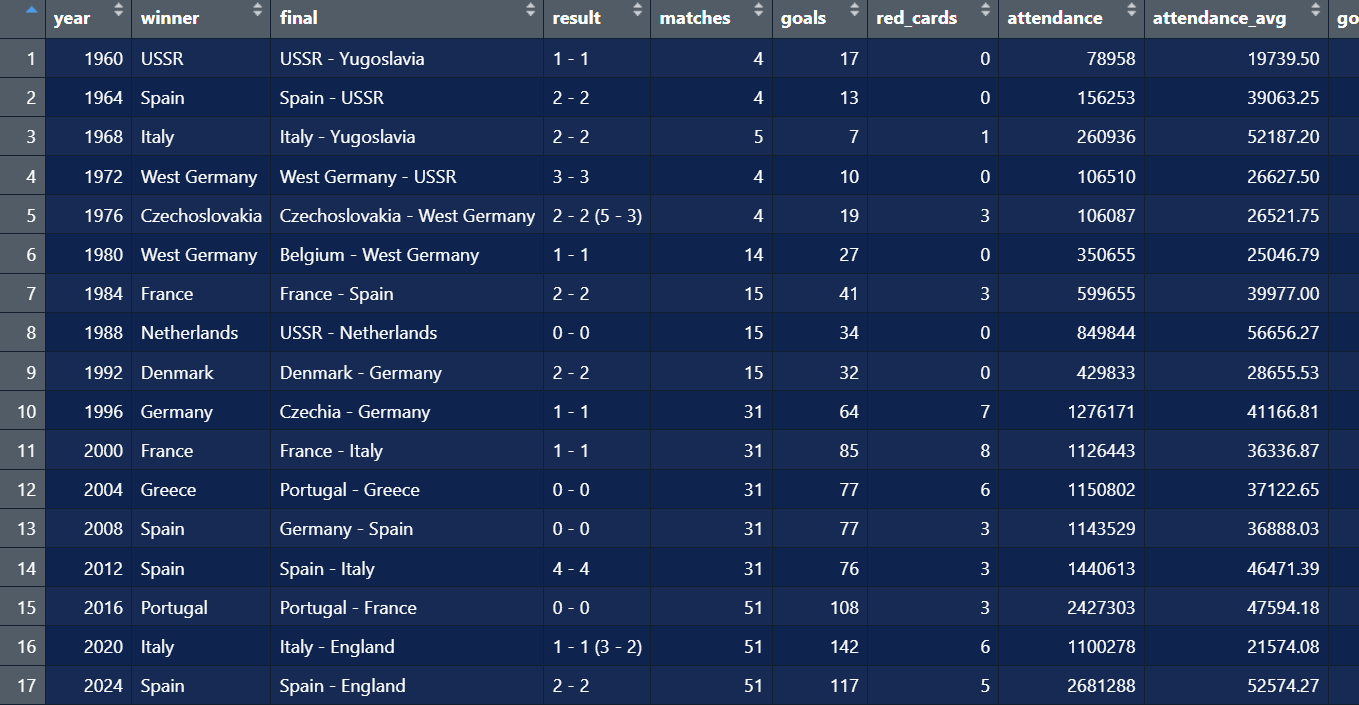 year winner final result matches goals red_cards attendance attendance_avg go
1 1960 USSR USSR - Yugoslavia 1 - 1 4 17 0 78958 19739.50
2 1964 Spain Spain - USSR 2 - 2 4 13 0 156253 39063.25
3 1968 Italy Italy - Yugoslavia 2 - 2 5 7 1 260936 52187.20
4 1972 West Germany West Germany - USSR 3 - 3 4 10 0 106510 26627.50
5 1976 Czechoslovakia Czechoslovakia - West Germany 2 - 2 (5 - 3) 4 19 3 106087 26521.75
6 1980 West Germany Belgium - West Germany 1 - 1 14 27 0 350655 25046.79
7 1984 France France - Spain 2 - 2 15 41 3 599655 39977.00
8 1988 Netherlands USSR - Netherlands 0 - 0 15 34 0 849844 56656.27
9 1992 Denmark Denmark - Germany 2 - 2 15 32 0 429833 28655.53
10 1996 Germany Czechia - Germany 1 - 1 31 64 7 1276171 41166.81
11 2000 France France - Italy 1 - 1 31 85 8 1126443 36336.87
12 2004 Greece Portugal - Greece 0 - 0 31 77 6 1150802 37122.65
13 2008 Spain Germany - Spain 0 - 0 31 77 3 1143529 36888.03
14 2012 Spain Spain - Italy 4 - 4 31 76 3 1440613 46471.39
15 2016 Portugal Portugal - France 0 - 0 51 108 3 2427303 47594.18
16 2020 Italy Italy - England 1 - 1 (3 - 2) 51 142 6 1100278 21574.08
17 2024 Spain Spain - England 2 - 2 51 117 5 2681288 52574.27